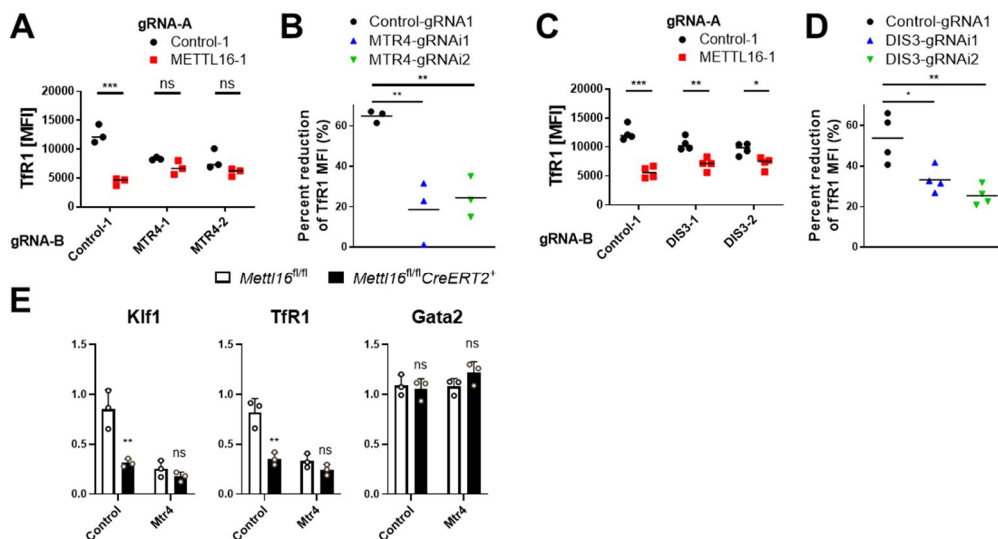 A
gRNA-A
Control-1
METTL16-1
*** ns ns
TfR1 [MFI]
20000
15000
10000
5000
0
gRNA-B
Control-1 MTR4-1 MTR4-2
B
Control-gRNA1
MTR4-gRNAi1
MTR4-gRNAi2
**
**
Percent reduction
of TfR1 MFI (%)
60
40
20
0
C
gRNA-A
Control-1
METTL16-1
*** ** *
TfR1 [MFI]
20000
15000
10000
5000
0
gRNA-B
Control-1 DIS3-1 DIS3-2
D
Control-gRNA1
DIS3-gRNAi1
DIS3-gRNAi2
**
*
Percent reduction
of TfR1 MFI (%)
60
40
20
0
Mettl16fl/fl Mettl16fl/flCreERT2+
E
Klf1
1.5
1.0
0.5
0.0
** ns
Control Mtr4
TfR1
1.5
1.0
0.5
0.0
** ns
Control Mtr4
Gata2
1.5
1.0
0.5
0.0
ns ns
Control Mtr4